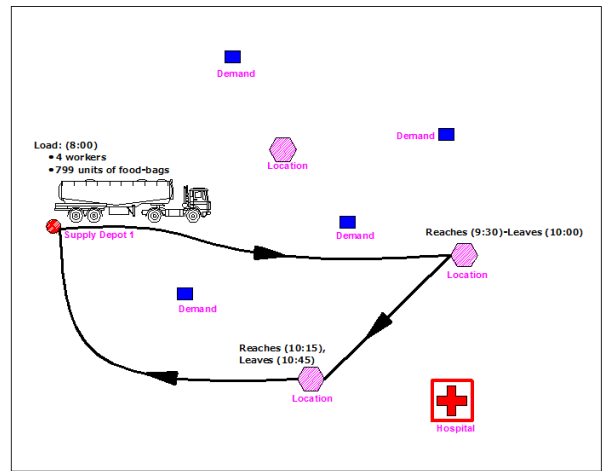 Demand
Demand
Load: (8:00)
• 4 workers
• 799 units of food-bags
Location
Supply Depot 1
Demand
Reaches (9:30)-Leaves (10:00)
Location
Demand
Reaches (10:15),
Leaves (10:45)
Location
Hospital